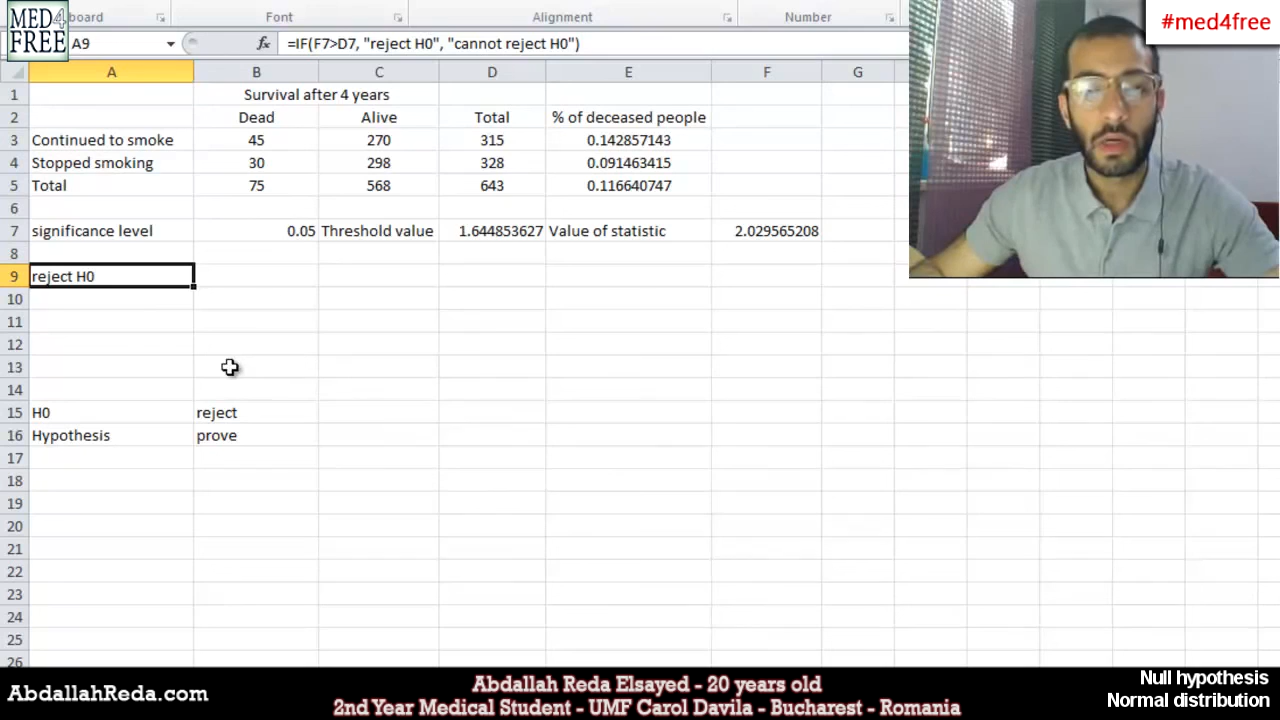 MED4
FREE
board Font Alignment Number
#med4free
A9 fx =IF(F7>D7, "reject H0", "cannot reject H0")
A B C D E F G
1 Survival after 4 years
2 Dead Alive Total % of deceased people
3 Continued to smoke 45 270 315 0.142857143
4 Stopped smoking 30 298 328 0.091463415
5 Total 75 568 643 0.116640747
6
7 significance level 0.05 Threshold value 1.644853627 Value of statistic 2.029565208
8
9 reject H0
10
11
12
13
14
15 H0 reject
16 Hypothesis prove
17
18
19
20
21
22
23
24
25
26
AbdallahReda.com
Abdallah Reda Elsayed - 20 years old
2nd Year Medical Student - UMF Carol Davila - Bucharest - Romania
Null hypothesis
Normal distribution